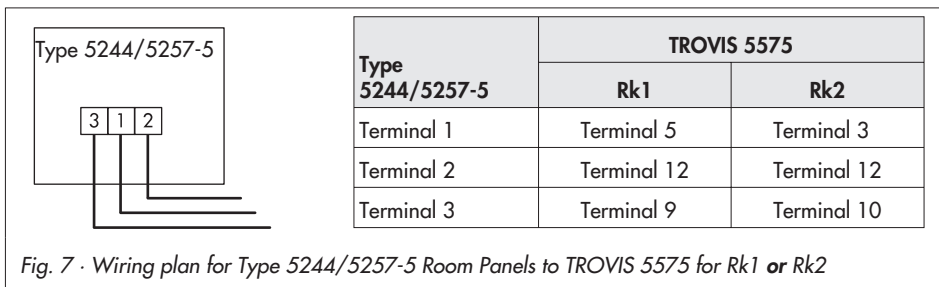 Type 5244/5257-5
3 1 2
Type
5244/5257-5
TROVIS 5575
Rk1 Rk2
Terminal 1 Terminal 5 Terminal 3
Terminal 2 Terminal 12 Terminal 12
Terminal 3 Terminal 9 Terminal 10
Fig. 7 · Wiring plan for Type 5244/5257-5 Room Panels to TROVIS 5575 for Rk1 or Rk2